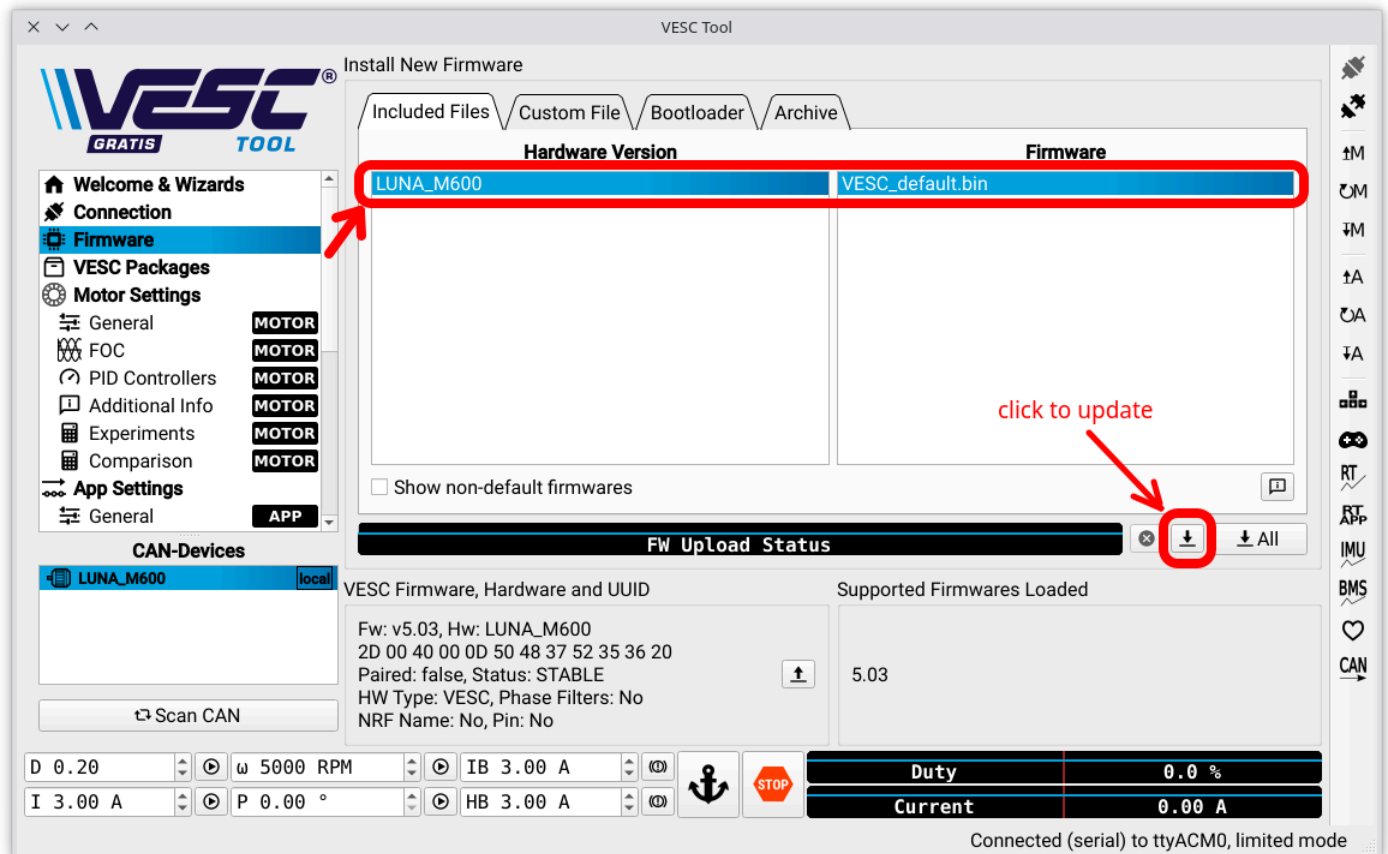 VESC Tool
VESC®
GRATIS TOOL
Welcome & Wizards
Connection
Firmware
VESC Packages
Motor Settings
General MOTOR
FOC MOTOR
PID Controllers MOTOR
Additional Info MOTOR
Experiments MOTOR
Comparison MOTOR
App Settings
General APP
CAN-Devices
LUNA_M600 local
Scan CAN
Install New Firmware
Included Files Custom File Bootloader Archive
Hardware Version Firmware
LUNA_M600 VESC_default.bin
click to update
Show non-default firmwares
FW Upload Status
All
VESC Firmware, Hardware and UUID
Fw: v5.03, Hw: LUNA_M600
2D 00 40 00 0D 50 48 37 52 35 36 20
Paired: false, Status: STABLE
HW Type: VESC, Phase Filters: No
NRF Name: No, Pin: No
Supported Firmwares Loaded
5.03
M
M
M
A
A
A
RT
RT
APP
IMU
BMS
CAN
D 0.20 ω 5000 RPM IB 3.00 A
I 3.00 A P 0.00 ° HB 3.00 A
STOP
Duty 0.0 %
Current 0.00 A
Connected (serial) to ttyACM0, limited mode